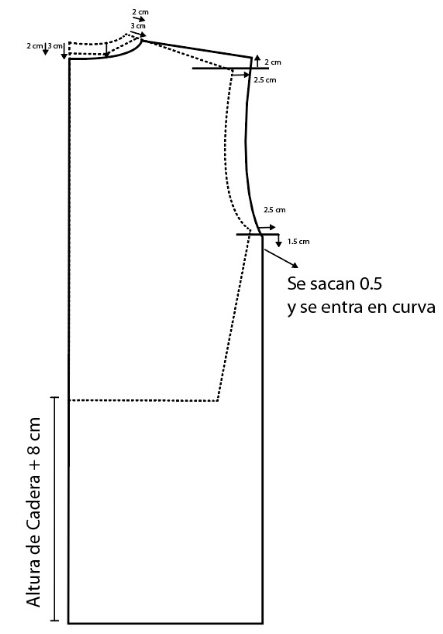 2 cm
3 cm
2 cm
3 cm
2 cm
2.5 cm
2.5 cm
1.5 cm
Se sacan 0.5
y se entra en curva
Altura de Cadera + 8 cm